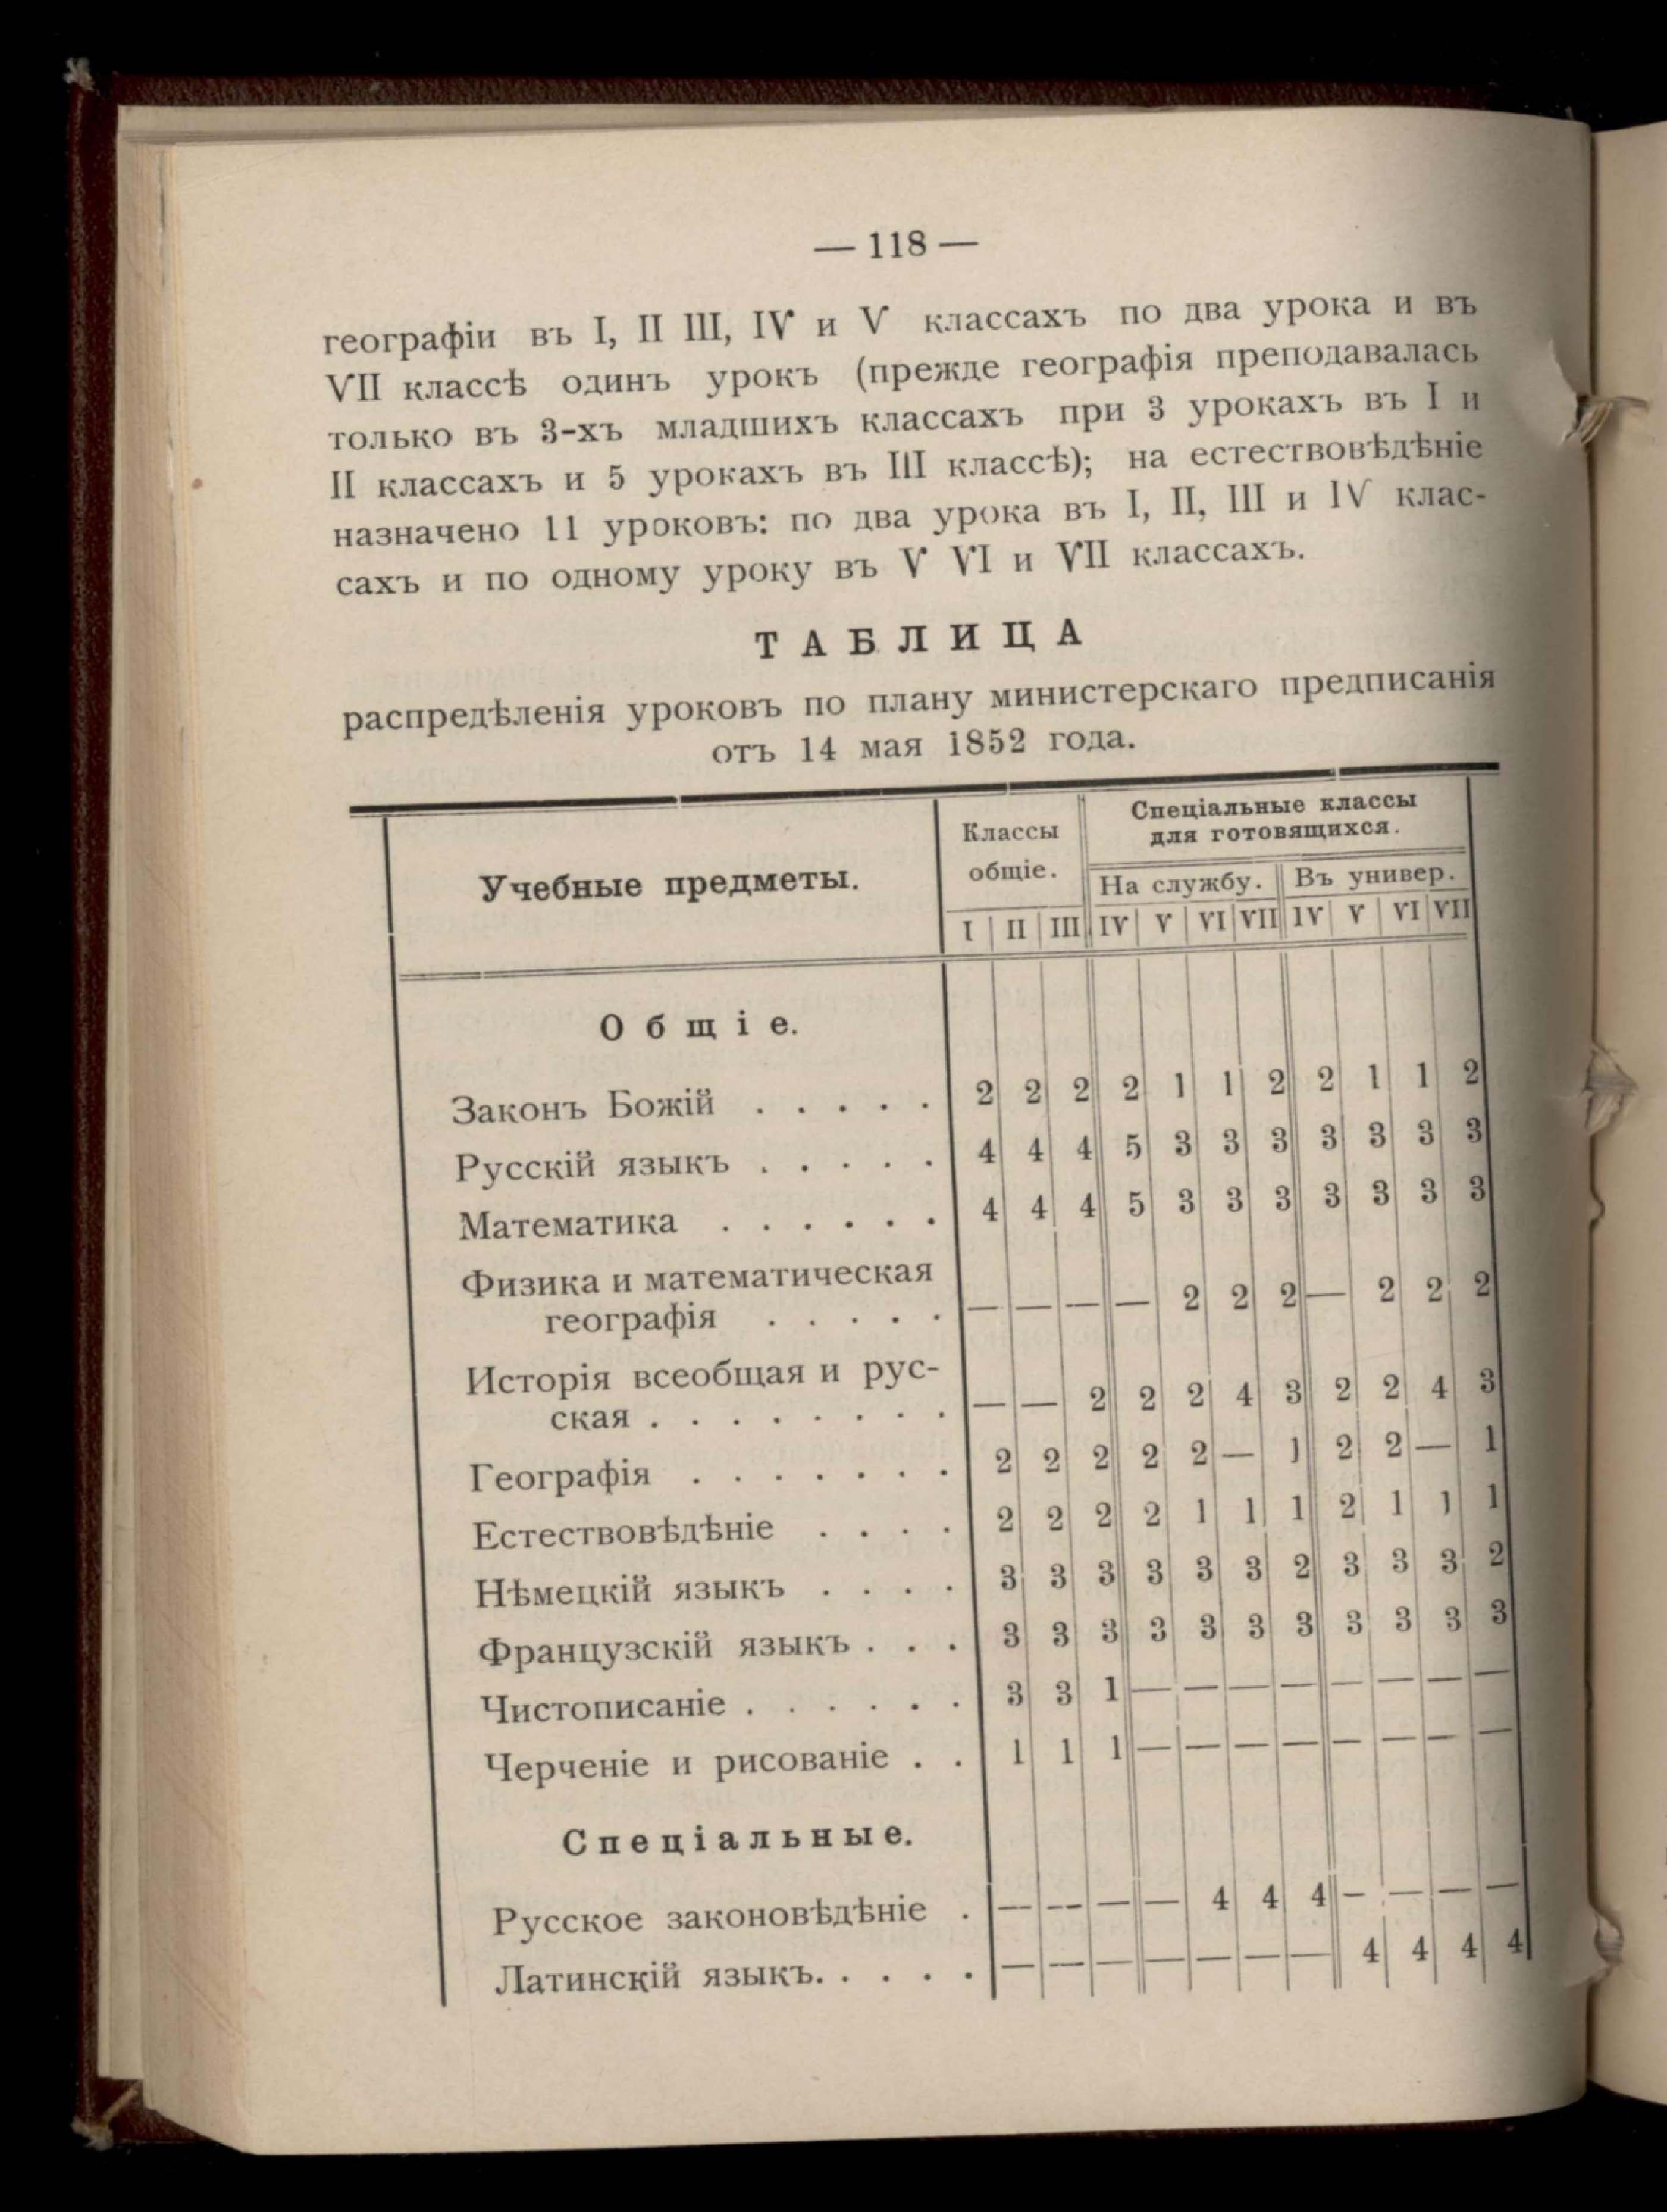 — 118 —
географіи въ I, II III, IV и V классахъ по два урока и въ
VII классѣ одинъ урокъ (прежде географія преподавалась
только въ 3-хъ младшихъ классахъ при 3 урокахъ въ I и
II классахъ и 5 урокахъ въ III классѣ); на естествовѣдѣніе
назначено 11 уроковъ: по два урока въ I, II, III и IV клас-
сахъ и по одному уроку въ V VI и VII классахъ.
ТАБЛИЦА
распредѣленія уроковъ по плану министерскаго предписанія
отъ 14 мая 1852 года.
Учебные предметы.
Классы
общіе.
Спеціальные классы
для готовящихся.
На службу. Въ универ.
I II III IV V VI VII IV V VI VII
Общіе.
Законъ Божій . . . . . 2 2 2 2 1 1 2 2 1 1 2
Русскій языкъ . . . . . 4 4 4 5 3 3 3 3 3 3 3
Математика . . . . . . 4 4 4 5 3 3 3 3 3 3 3
Физика и математическая
географія . . . . . — — — — 2 2 2 — 2 2 2
Исторія всеобщая и рус-
ская . . . . . . . . — — 2 2 2 4 3 2 2 4 3
Географія . . . . . . . 2 2 2 2 2 — 1 2 2 — 1
Естествовѣдѣніе . . . . 2 2 2 2 1 1 1 2 1 1 1
Нѣмецкій языкъ . . . . 3 3 3 3 3 3 2 3 3 3 2
Французскій языкъ . . . 3 3 3 3 3 3 3 3 3 3 3
Чистописаніе . . . . . . 3 3 1 — — — — — — — —
Черченіе и рисованіе . . 1 1 1 — — — — — — — —
Спеціальные.
Русское законовѣдѣніе . — — — — 4 4 4 — — — —
Латинскій языкъ. . . . . — — — — — — — 4 4 4 4